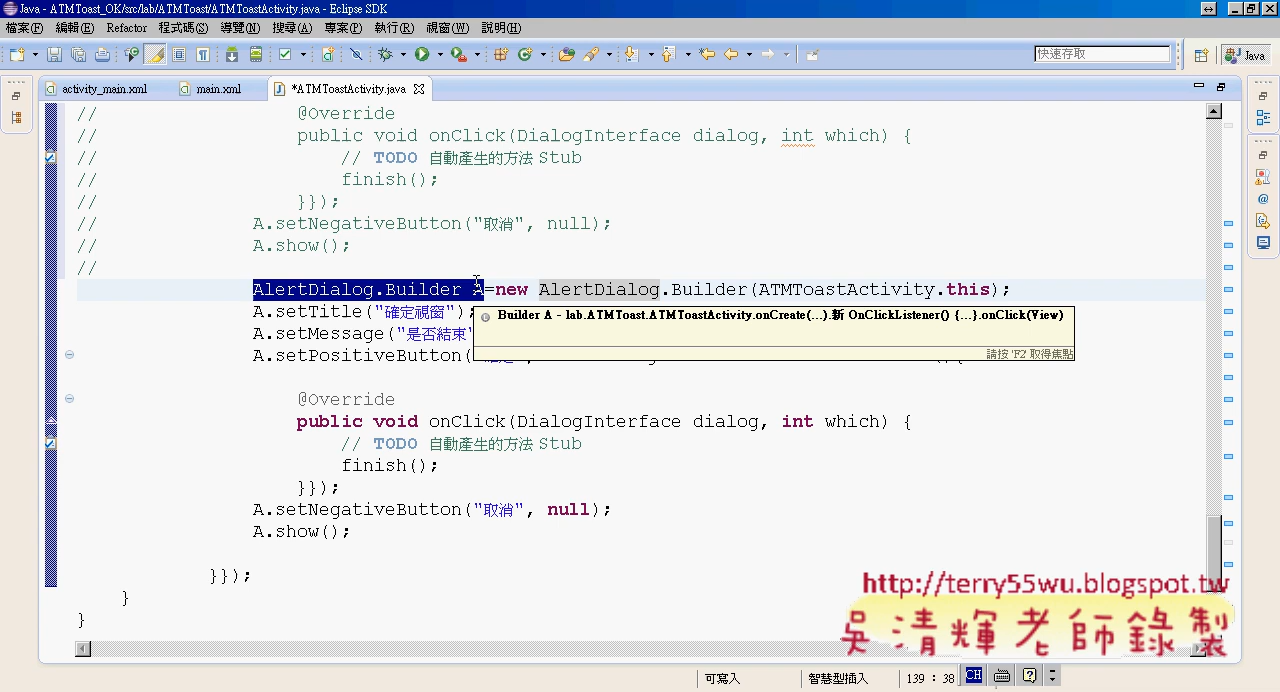 Java - ATMToast_OK/src/lab/ATMToast/ATMToastActivity.java - Eclipse SDK
檔案(F) 編輯(E) Refactor 程式碼(S) 導覽(N) 搜尋(A) 專案(P) 執行(R) 視窗(W) 說明(H)
快速存取
Java
activity_main.xml main.xml *ATMToastActivity.java
// @Override
// public void onClick(DialogInterface dialog, int which) {
// // TODO 自動產生的方法 Stub
// finish();
// }});
// A.setNegativeButton("取消", null);
// A.show();
//
AlertDialog.Builder A=new AlertDialog.Builder(ATMToastActivity.this);
A.setTitle("確定視窗");
Builder A - lab.ATMToast.ATMToastActivity.onCreate(...).新 OnClickListener() {...}.onClick(View)
A.setMessage("是否結束"
請按 'F2' 取得焦點
A.setPositiveButton(
@Override
public void onClick(DialogInterface dialog, int which) {
// TODO 自動產生的方法 Stub
finish();
}});
A.setNegativeButton("取消", null);
A.show();
}});
}
}
http://terry55wu.blogspot.tw
吳清輝老師錄製
可寫入 智慧型插入 139 : 38 CH